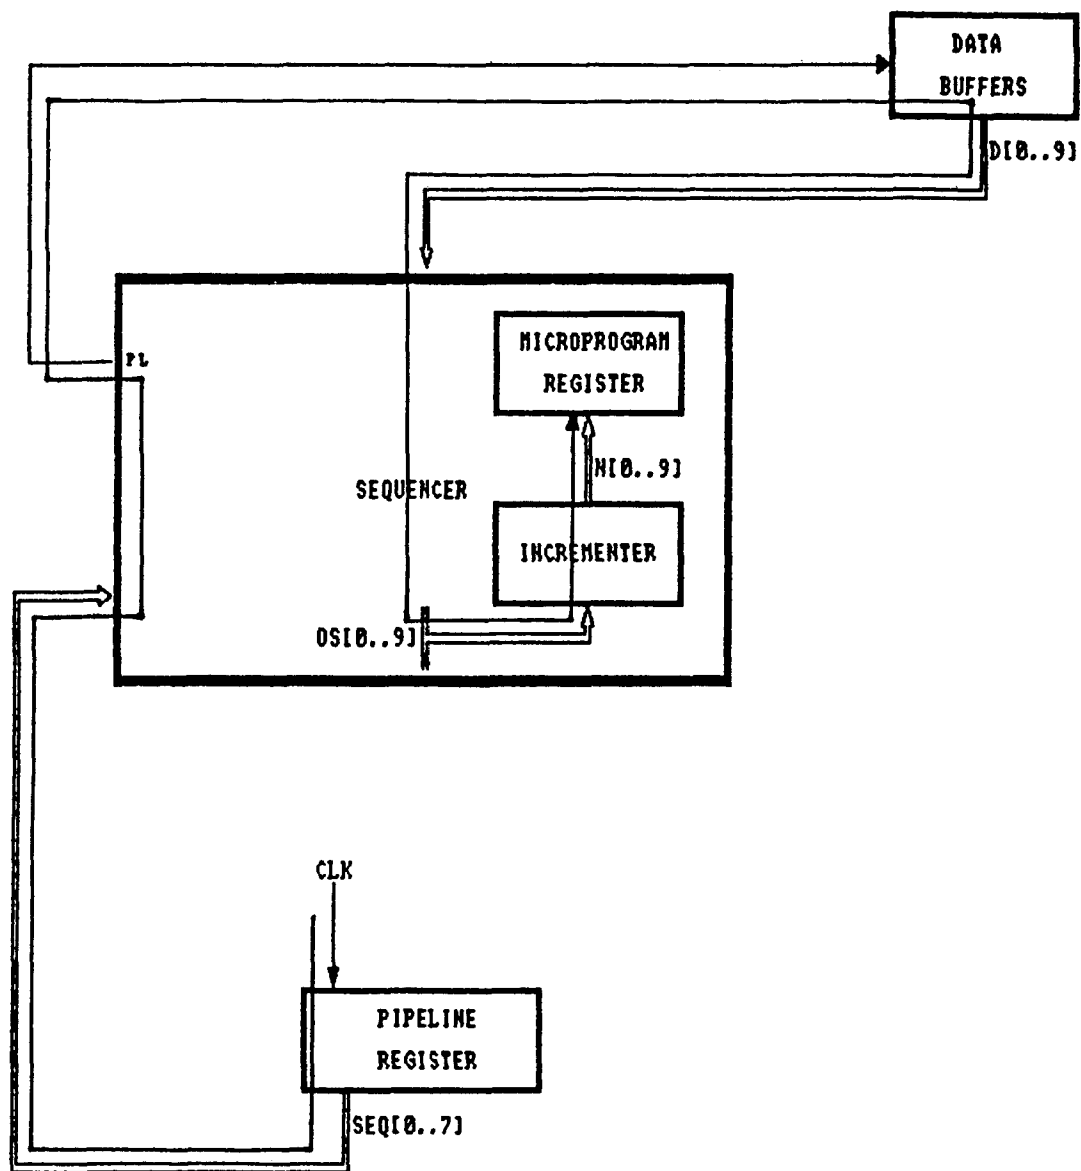 DATA
BUFFERS
D[0..9]
PL
MICROPROGRAM
REGISTER
N[0..9]
SEQUENCER
INCREMENTER
OS[0..9]
CLK
PIPELINE
REGISTER
SEQ[0..7]